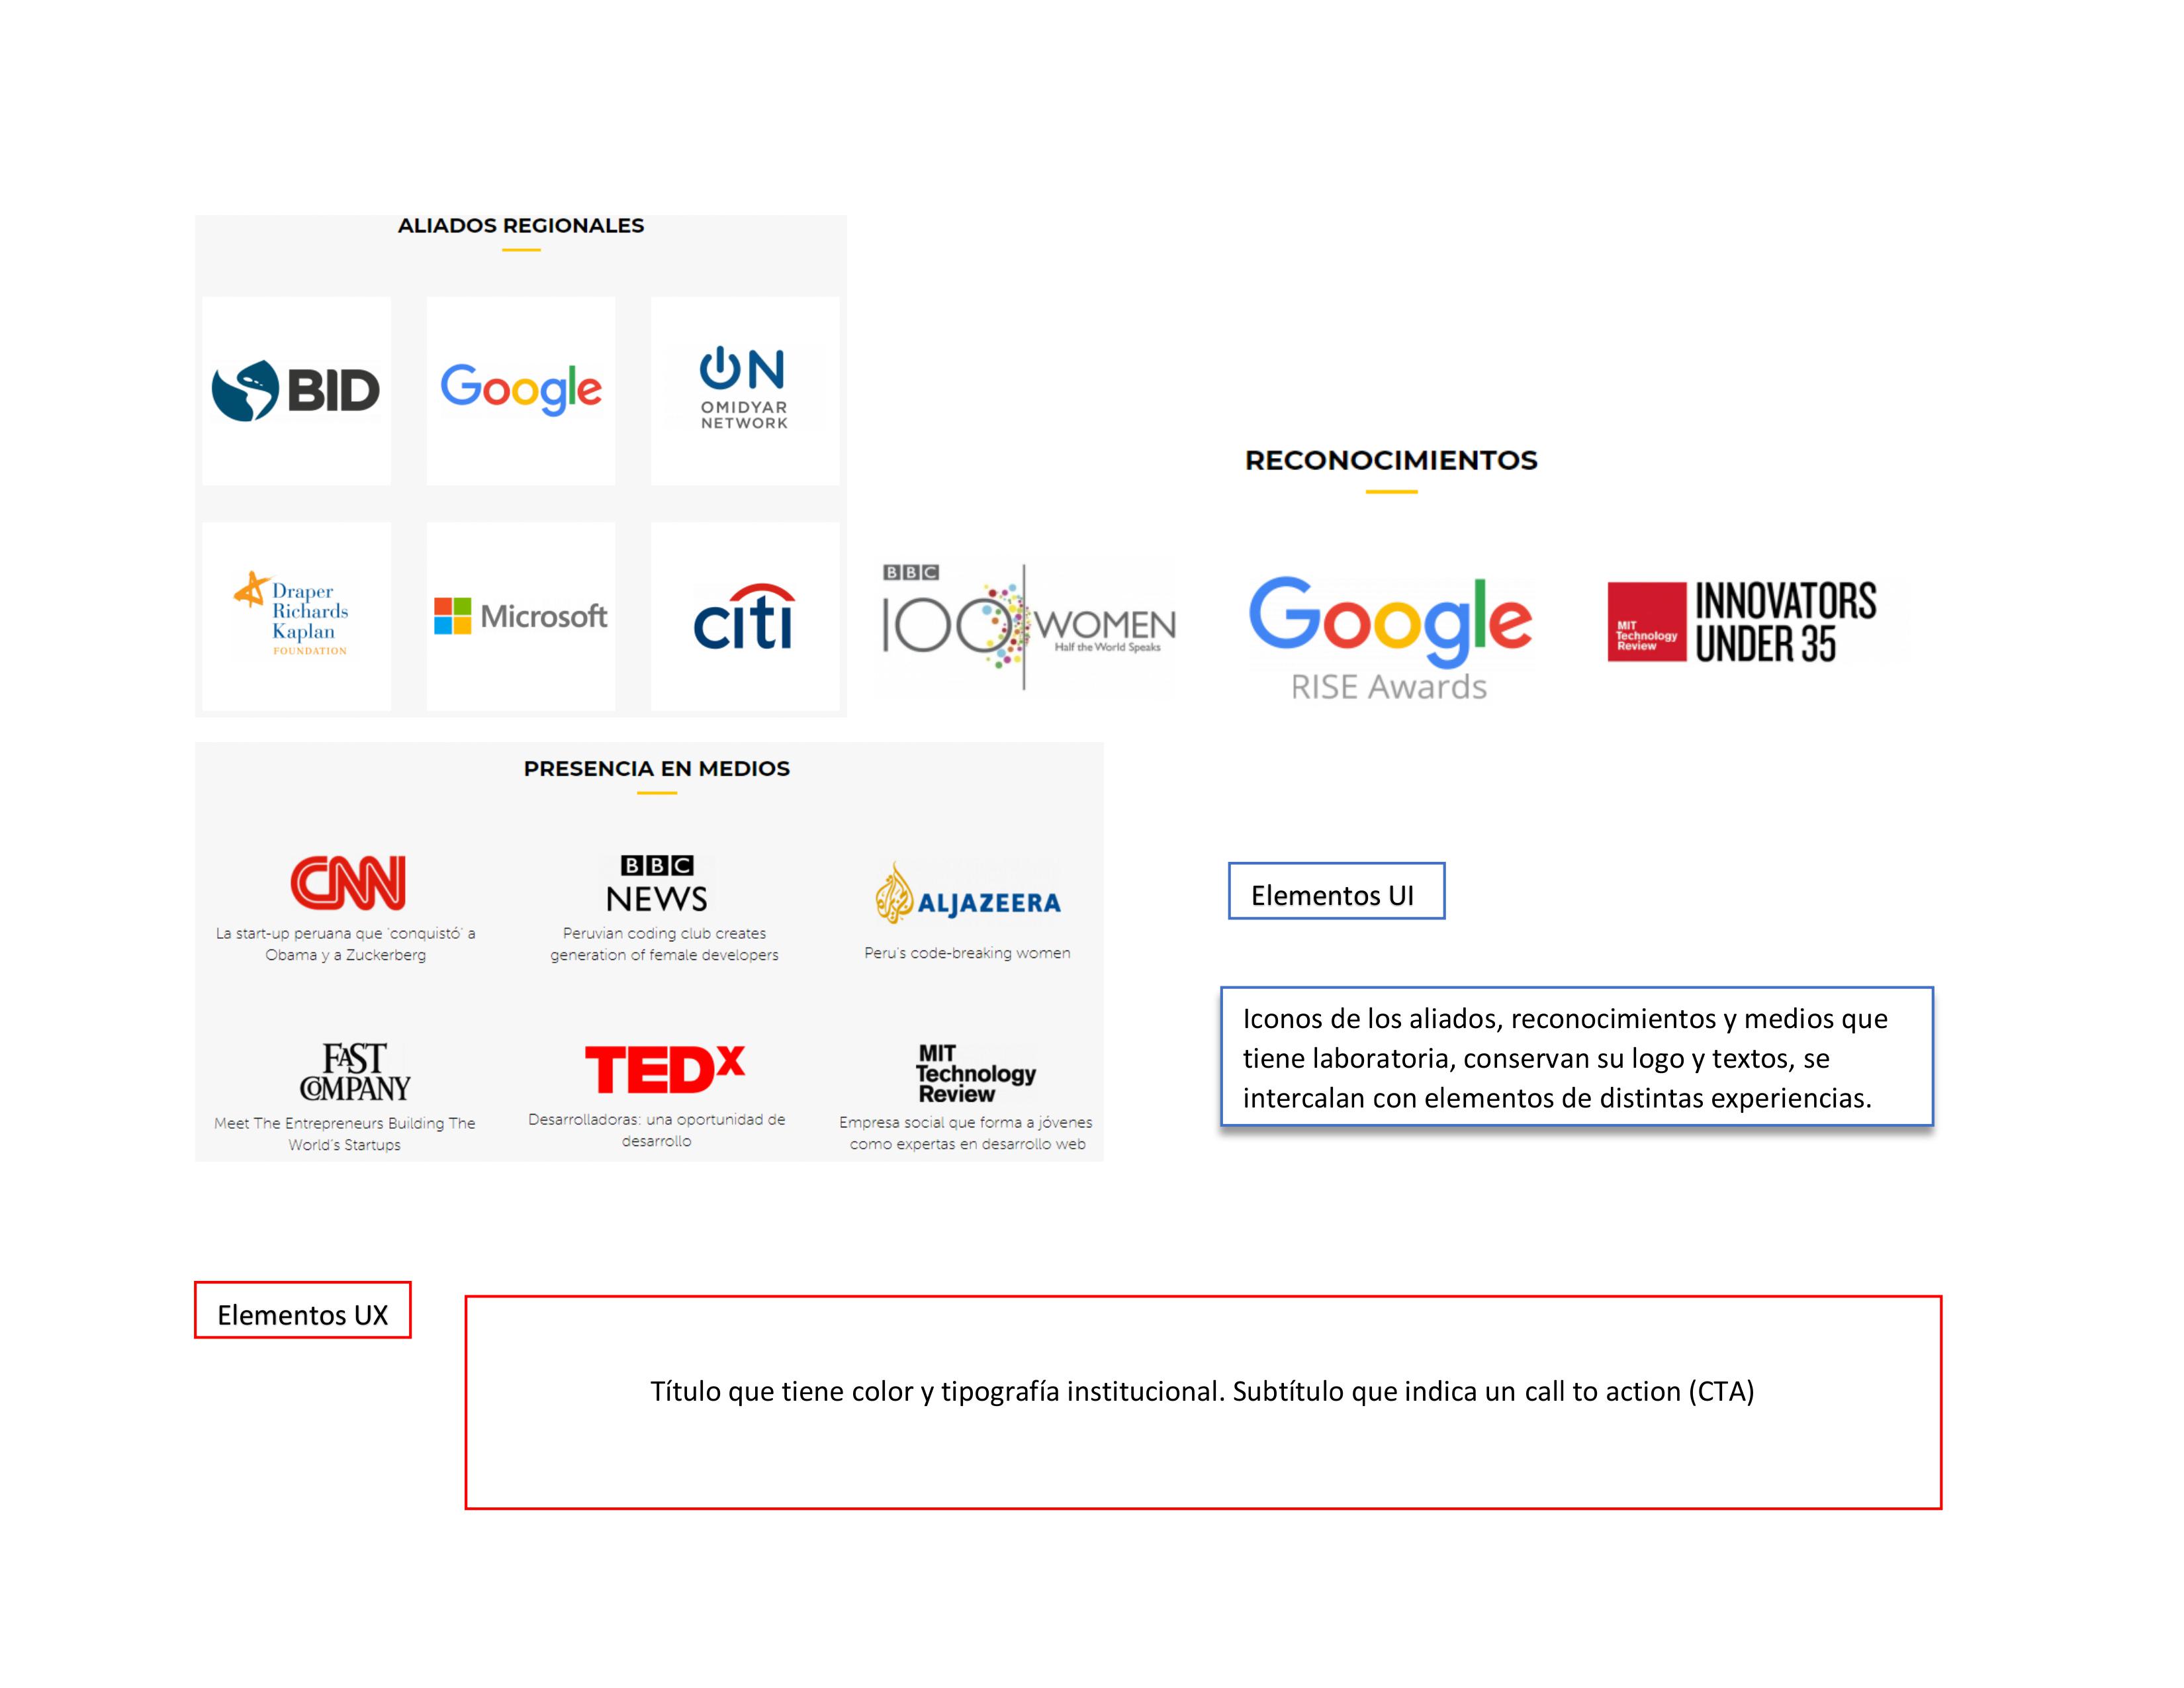 ALIADOS REGIONALES
BID
Google
ON
OMIDYAR
NETWORK
Draper
Richards
Kaplan
FOUNDATION
Microsoft
citi
RECONOCIMIENTOS
BBC
100 WOMEN
Half the World Speaks
Google
RISE Awards
MIT
Technology
Review
INNOVATORS
UNDER 35
PRESENCIA EN MEDIOS
CNN
La start-up peruana que ‘conquistó’ a
Obama y a Zuckerberg
BBC
NEWS
Peruvian coding club creates
generation of female developers
ALJAZEERA
Peru’s code-breaking women
FAST
COMPANY
Meet The Entrepreneurs Building The
World’s Startups
TEDx
Desarrolladoras: una oportunidad de
desarrollo
MIT
Technology
Review
Empresa social que forma a jóvenes
como expertas en desarrollo web
Elementos UI
Iconos de los aliados, reconocimientos y medios que
tiene laboratoria, conservan su logo y textos, se
intercalan con elementos de distintas experiencias.
Elementos UX
Título que tiene color y tipografía institucional. Subtítulo que indica un call to action (CTA)